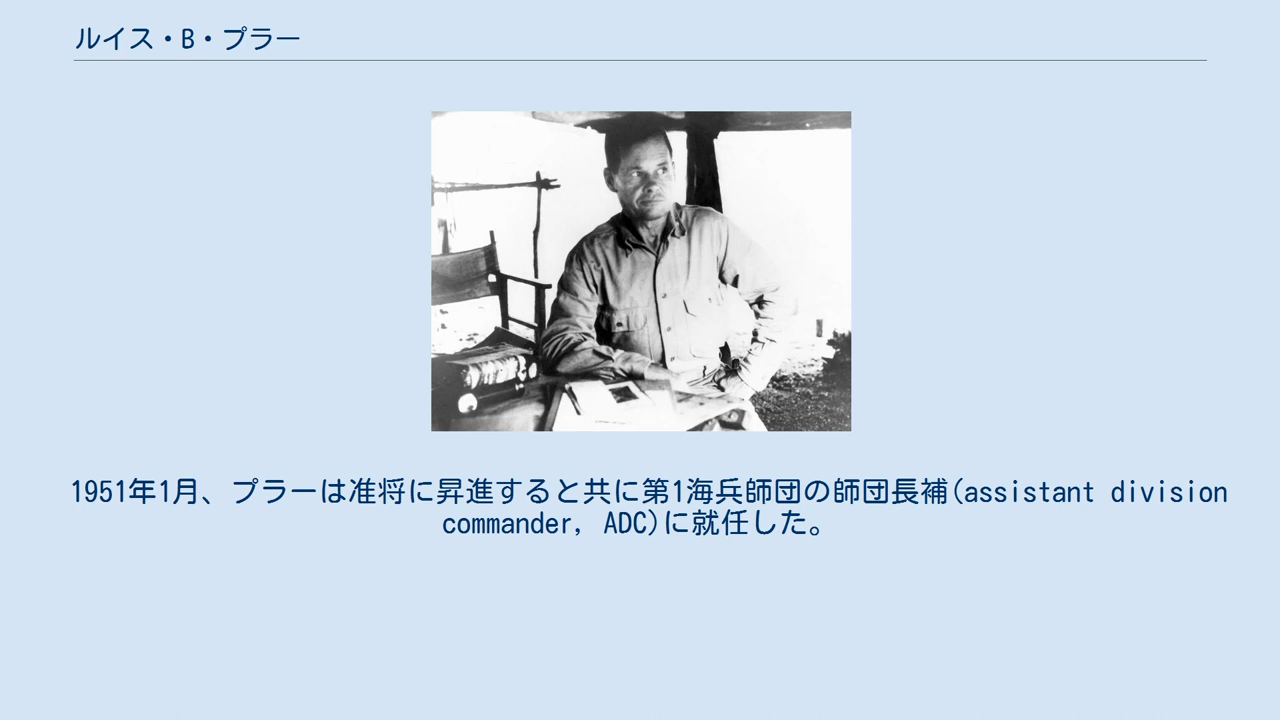 ルイス・B・プラー
1951年1月、プラーは准将に昇進すると共に第1海兵師団の師団長補(assistant division
commander, ADC)に就任した。